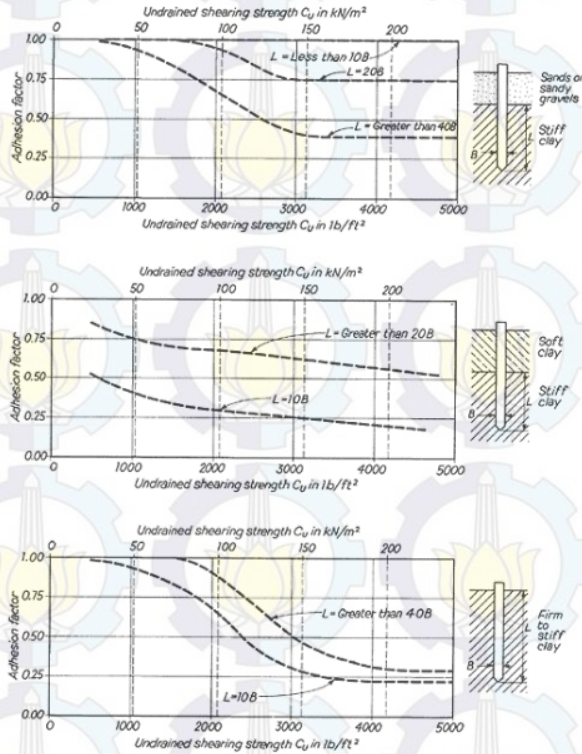 Undrained shearing strength Cu in kN/m²
0 50 100 150 200
1.00
0.75
0.50
0.25
0.00
Adhesion factor
L = Less than 10B
L=20B
L=Greater than 40B
0 1000 2000 3000 4000 5000
Undrained shearing strength Cu in lb/ft²
Sands or
sandy
gravels
L
Stiff
clay
B
Undrained shearing strength Cu in kN/m²
0 50 100 150 200
1.00
0.75
0.50
0.25
0.00
Adhesion factor
L=Greater than 20B
L=10B
0 1000 2000 3000 4000 5000
Undrained shearing strength Cu in lb/ft²
Soft
clay
L
Stiff
clay
B
Undrained shearing strength Cu in kN/m²
0 50 100 150 200
1.00
0.75
0.50
0.25
0.00
Adhesion factor
L=Greater than 40B
L=10B
0 1000 2000 3000 4000 5000
Undrained shearing strength Cu in lb/ft²
L
Firm
to
stiff
clay
B